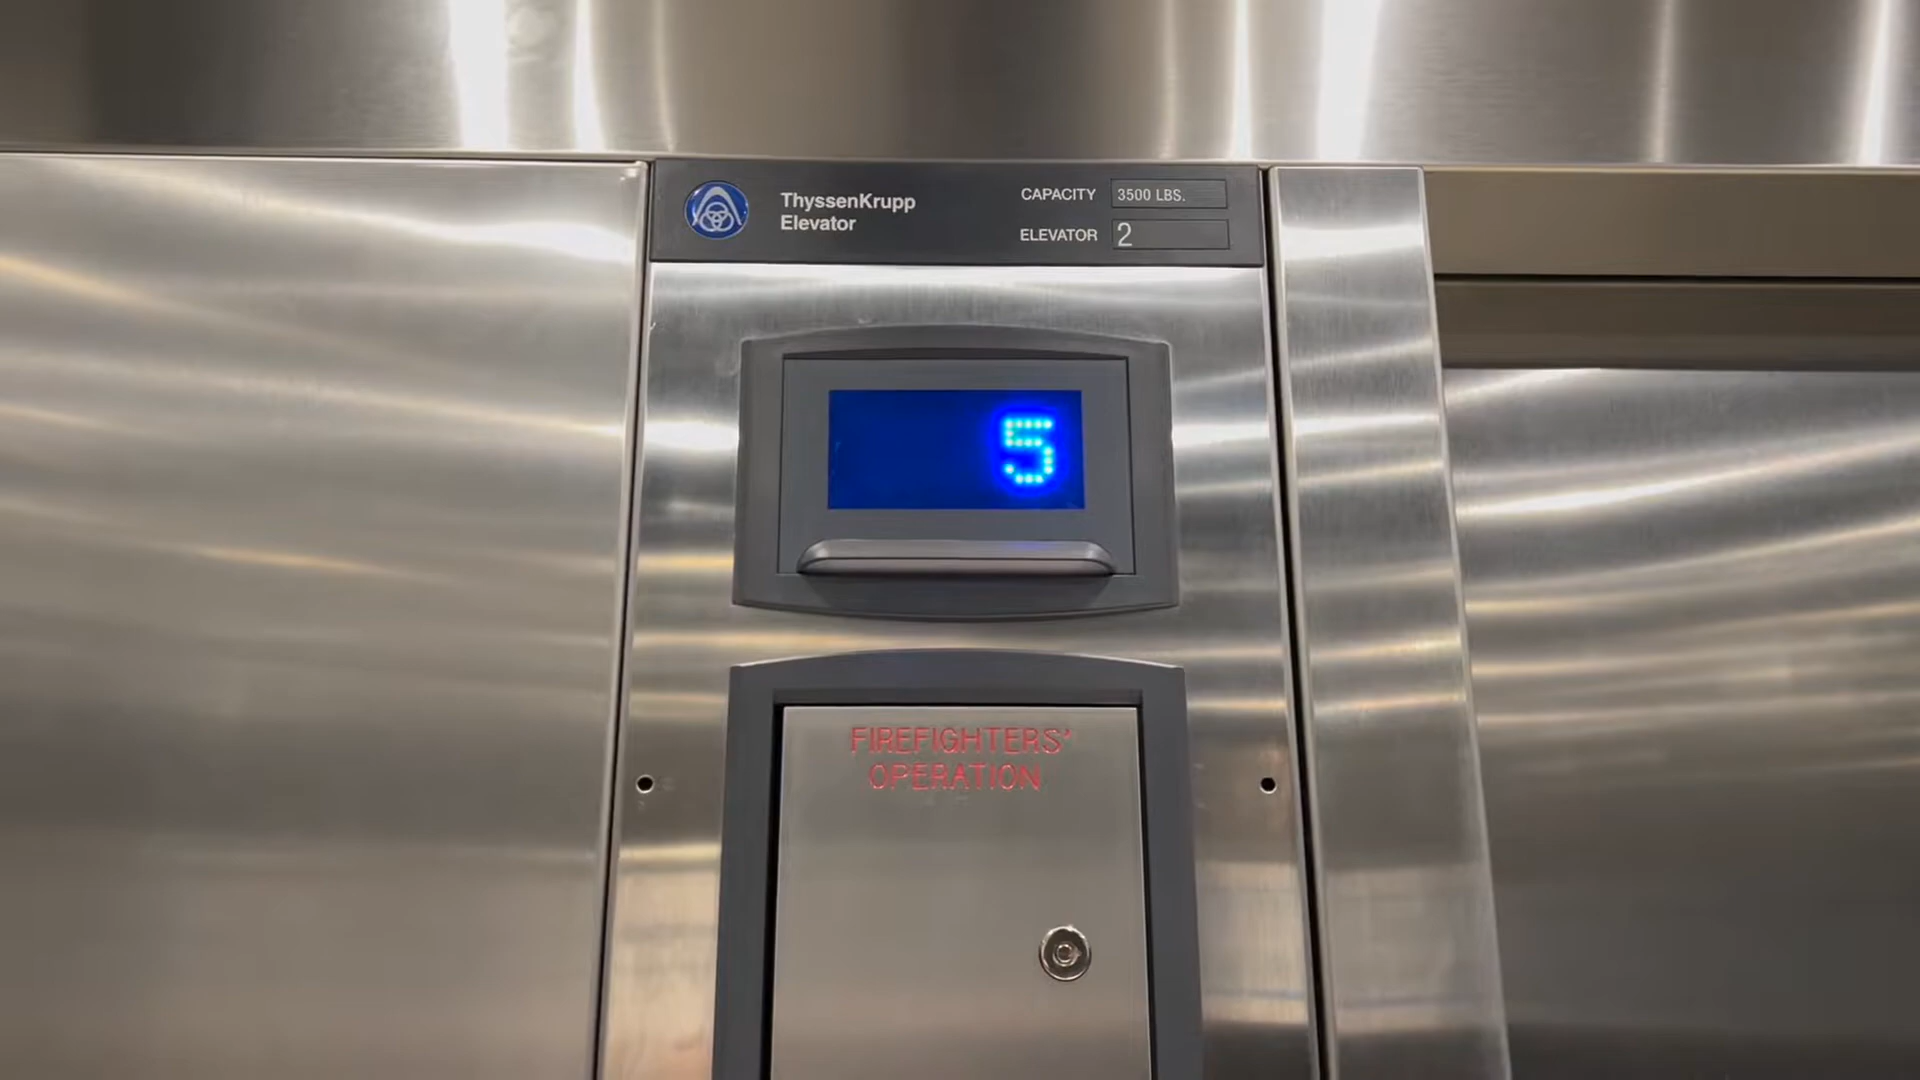 ThyssenKrupp
Elevator
CAPACITY 3500 LBS.
ELEVATOR 2
5
FIREFIGHTERS'
OPERATION